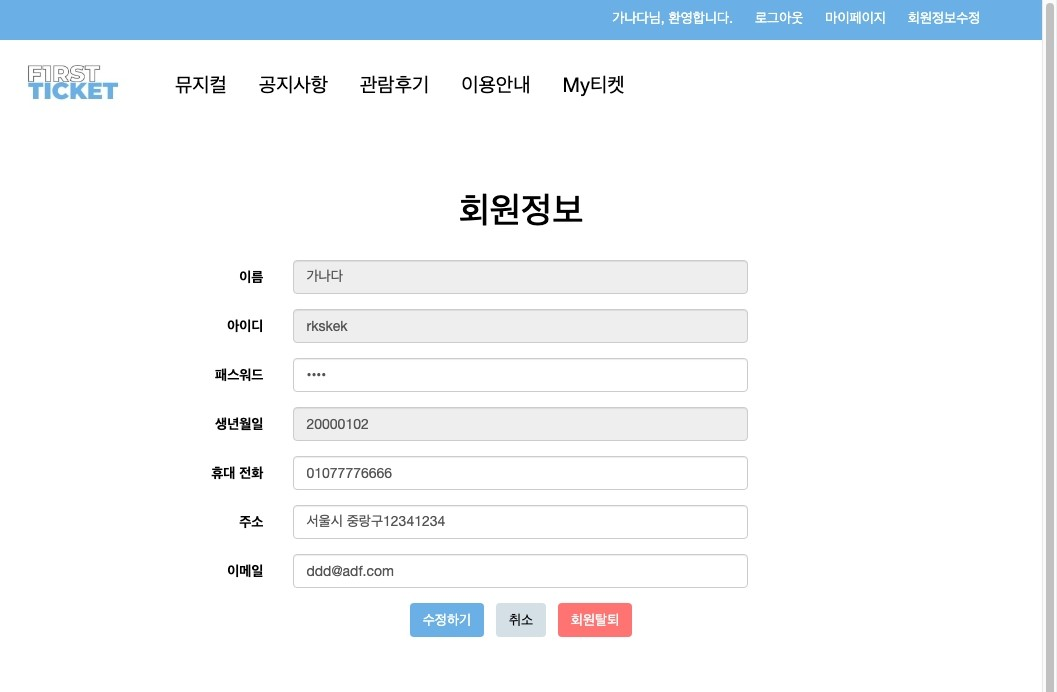 가나다님, 환영합니다. 로그아웃 마이페이지 회원정보수정
F1RST
TICKET
뮤지컬 공지사항 관람후기 이용안내 My티켓
회원정보
이름 가나다
아이디 rkskek
패스워드 ••••
생년월일 20000102
휴대 전화 01077776666
주소 서울시 중랑구12341234
이메일 ddd@adf.com
수정하기 취소 회원탈퇴